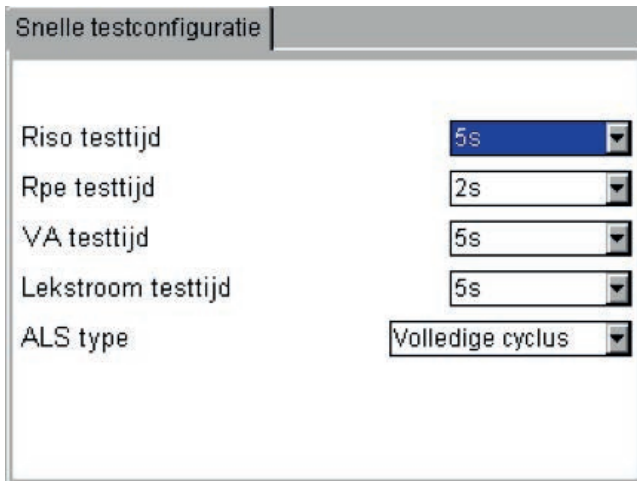 Snelle testconfiguratie
Riso testtijd 5s
Rpe testtijd 2s
VA testtijd 5s
Lekstroom testtijd 5s
ALS type Volledige cyclus